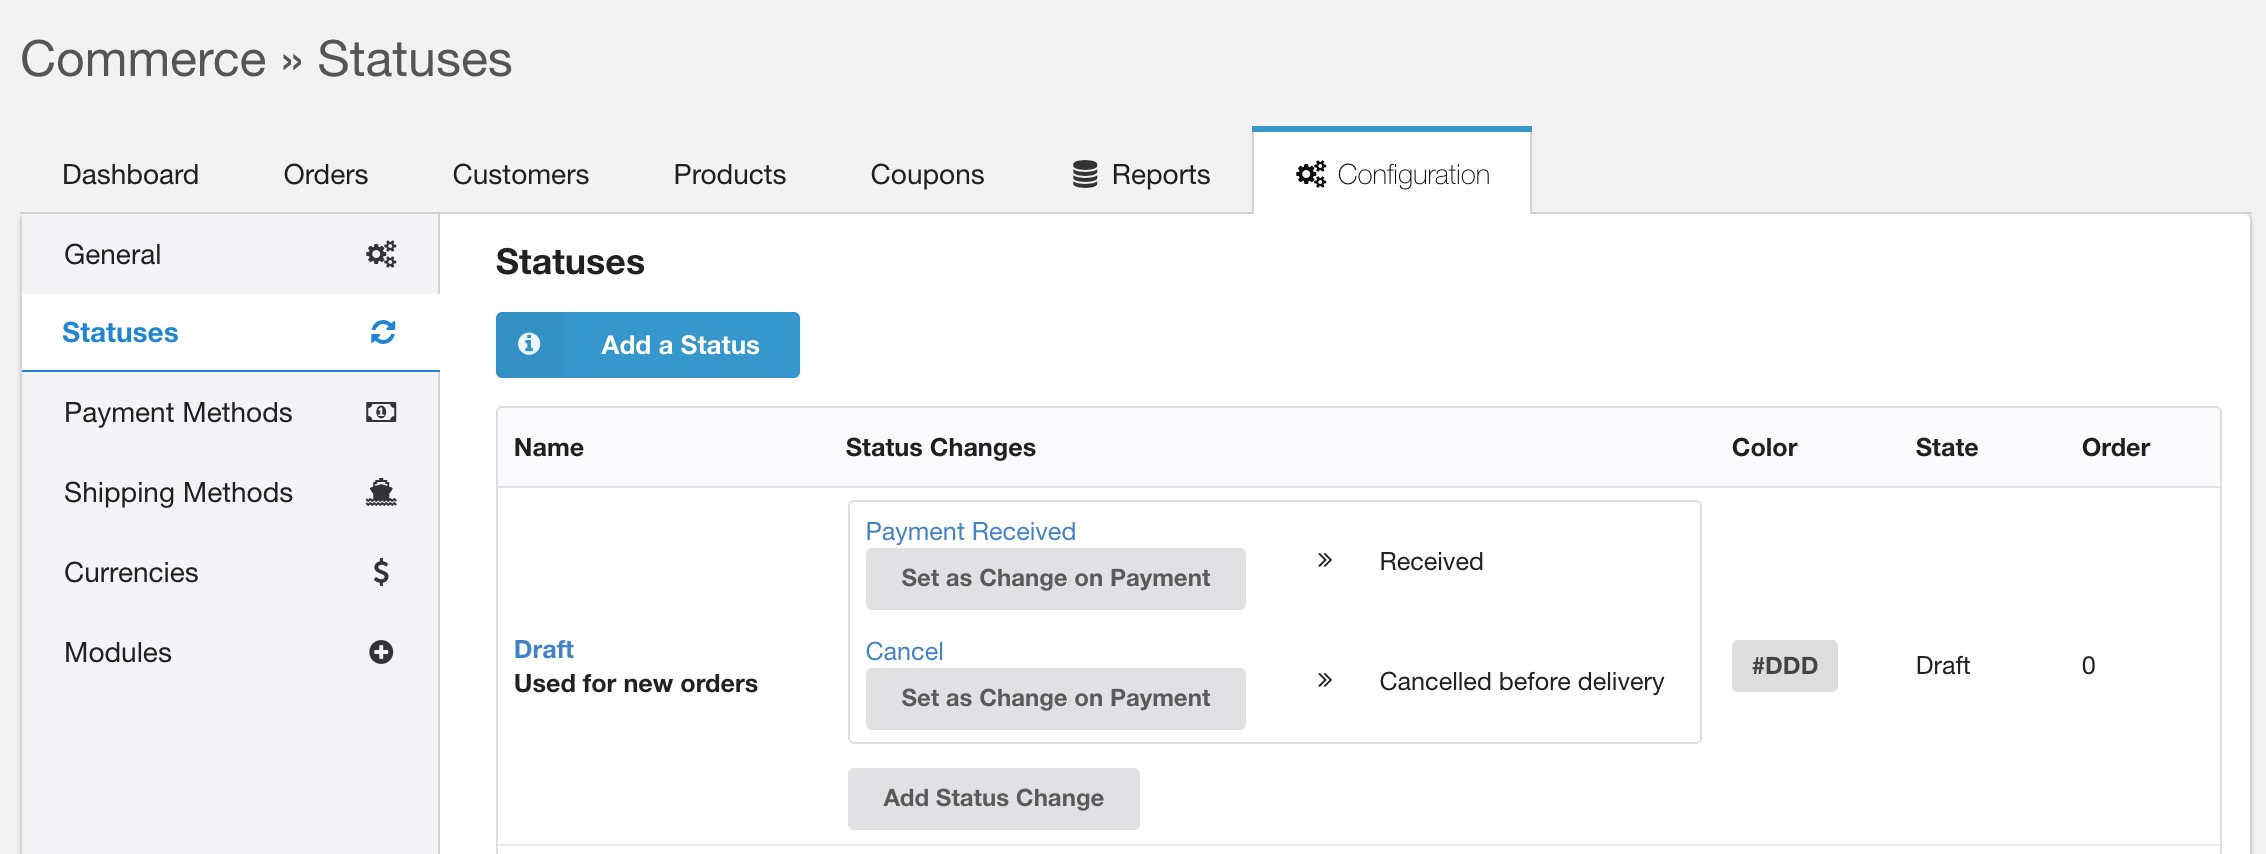 Commerce » Statuses
Dashboard
Orders
Customers
Products
Coupons
Reports
Configuration
General
Statuses
Payment Methods
Shipping Methods
Currencies
$
Modules
Statuses
Add a Status
Name
Status Changes
Color
State
Order
Draft
Used for new orders
Payment Received
Set as Change on Payment
» Received
Cancel
Set as Change on Payment
» Cancelled before delivery
Add Status Change
#DDD
Draft
0